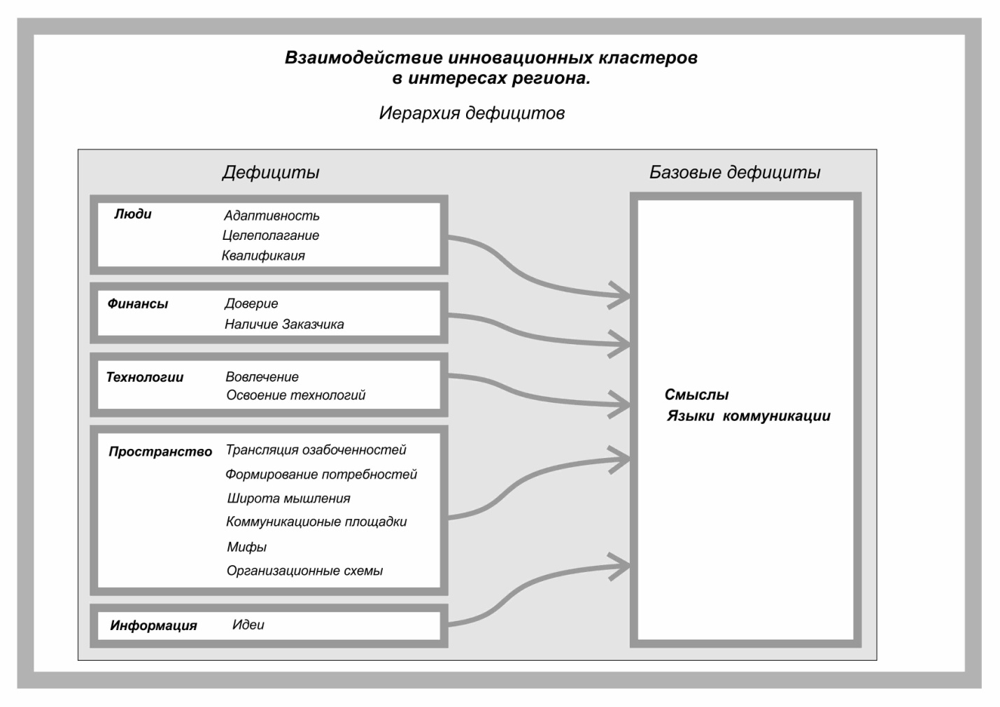 Взаимодействие инновационных кластеров
в интересах региона.
Иерархия дефицитов
Дефициты
Базовые дефициты
Люди
Адаптивность
Целеполагание
Квалификаия
Финансы
Доверие
Наличие Заказчика
Технологии
Вовлечение
Освоение технологий
Пространство
Трансляция озабоченностей
Формирование потребностей
Широта мышления
Коммуникационые площадки
Мифы
Организационные схемы
Информация
Идеи
Смыслы
Языки коммуникации